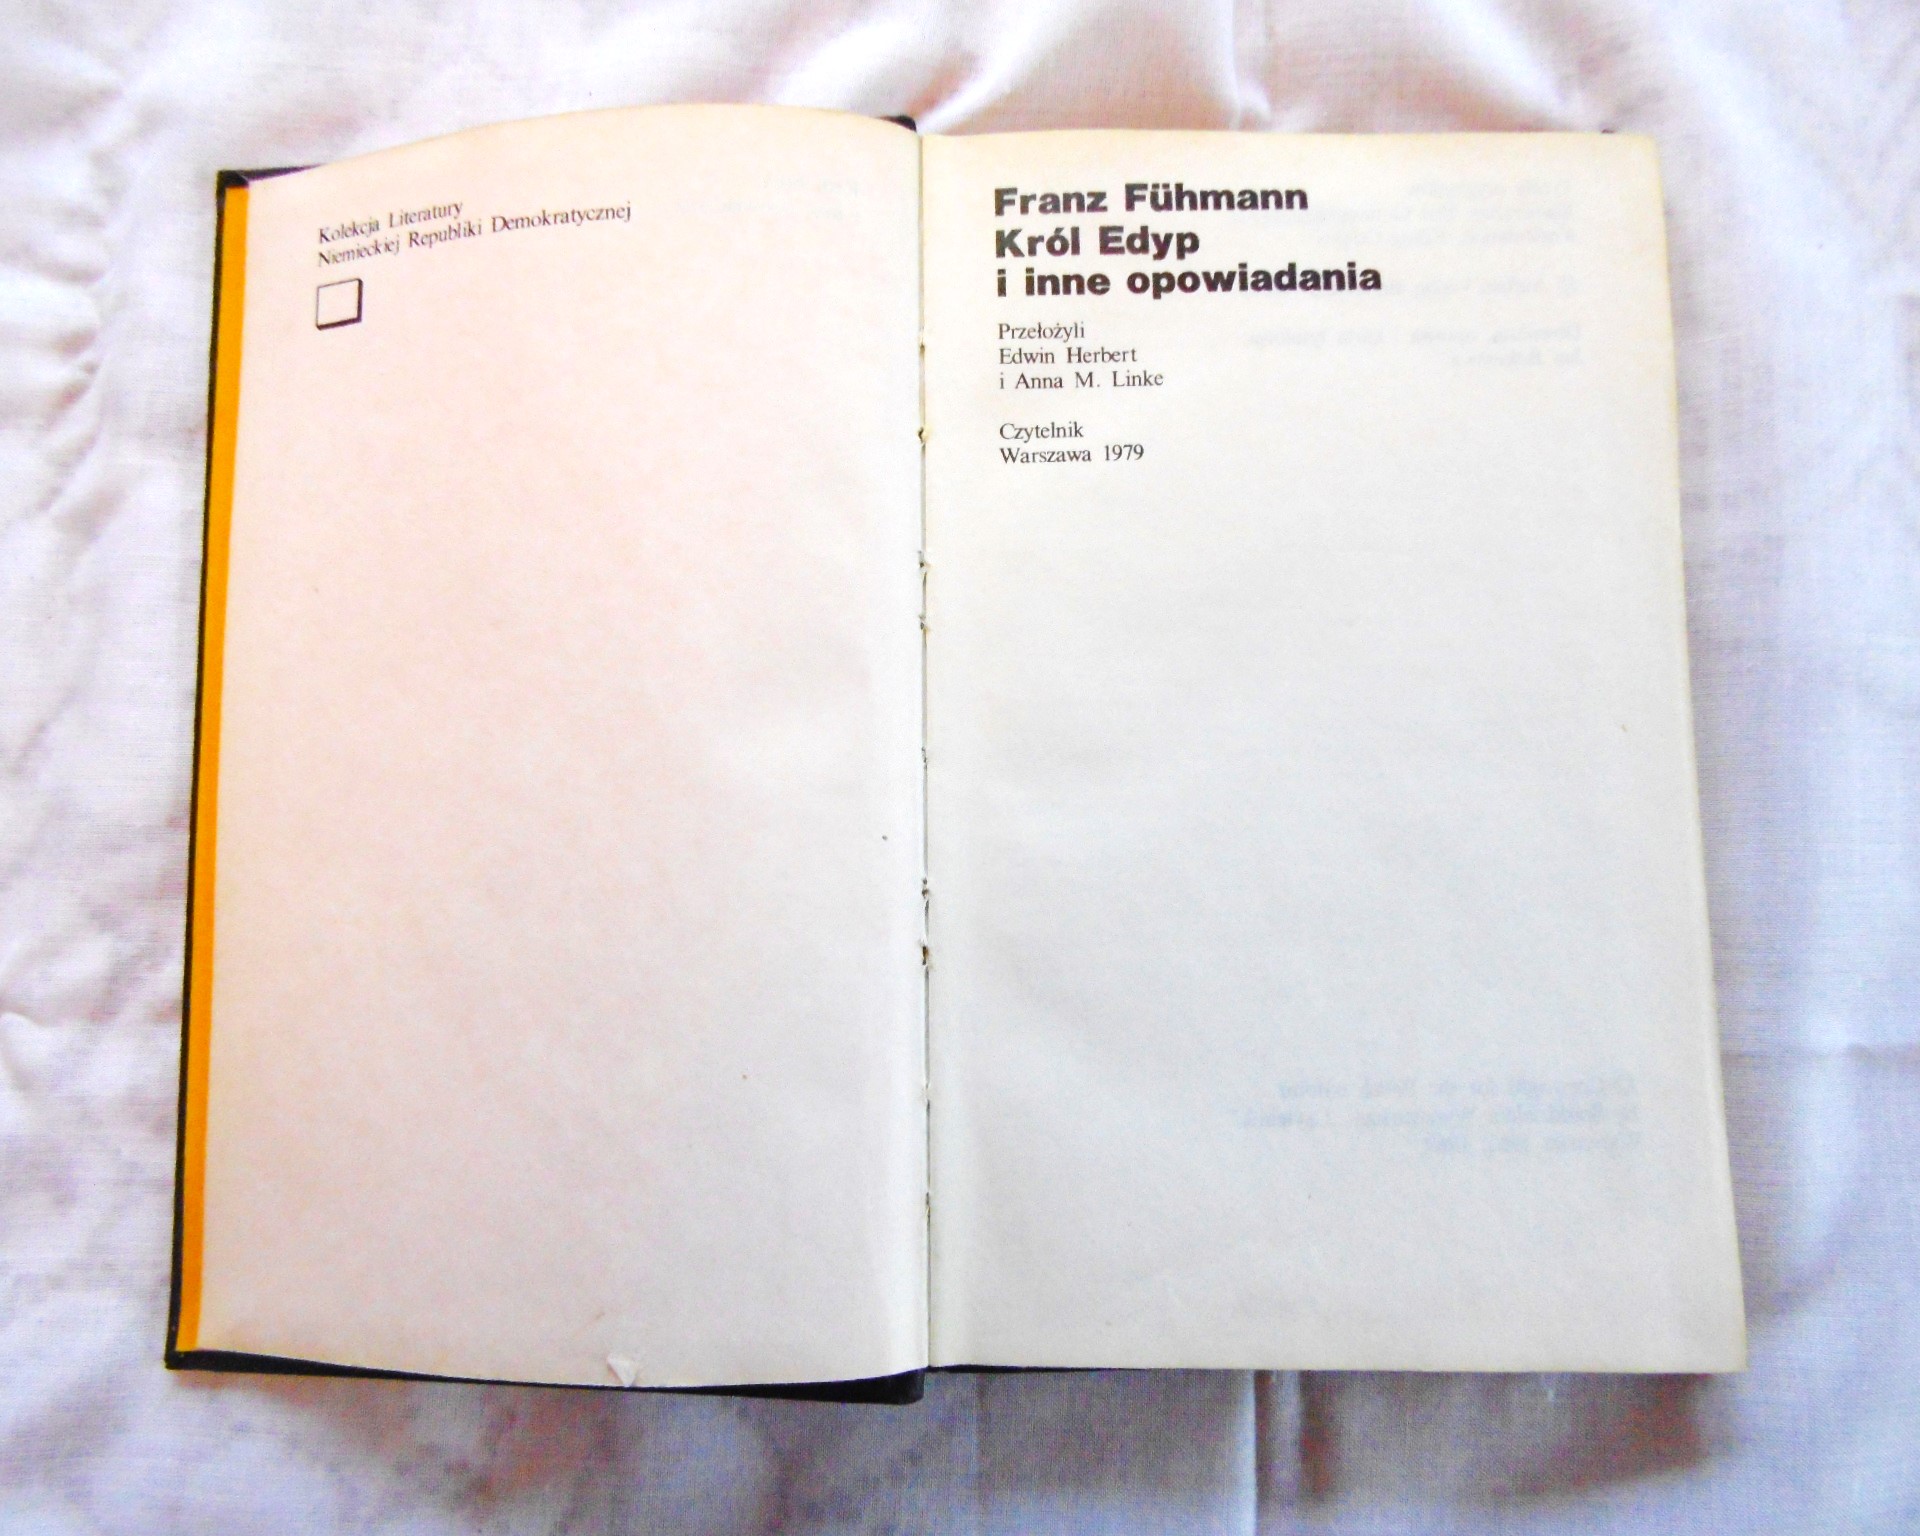 Kolekcja Literatury
Niemieckiej Republiki Demokratycznej
Franz Fühmann
Król Edyp
i inne opowiadania
Przełożyli
Edwin Herbert
i Anna M. Linke
Czytelnik
Warszawa 1979